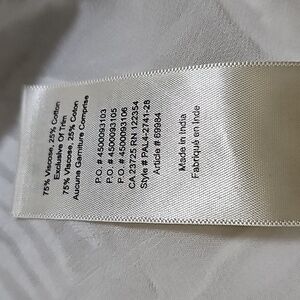 75% Viscose, 25% Cotton
Exclusive Of Trim
75% Viscose, 25% Coton
Aucune Garniture Comprise
P.O. # 4500093103
P.O. # 4500093105
P.O. # 4500093106
CA 23725 RN 122354
Style # PAL4-2741-28
Article # 69984
Made in India
Fabriqué en Inde